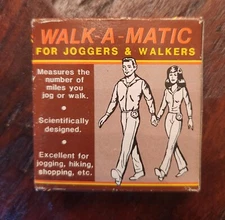 WALK-A-MATIC
FOR JOGGERS & WALKERS
Measures the
number of
miles you
jog or walk.
•
Scientifically
designed.
•
Excellent for
jogging, hiking,
shopping, etc.